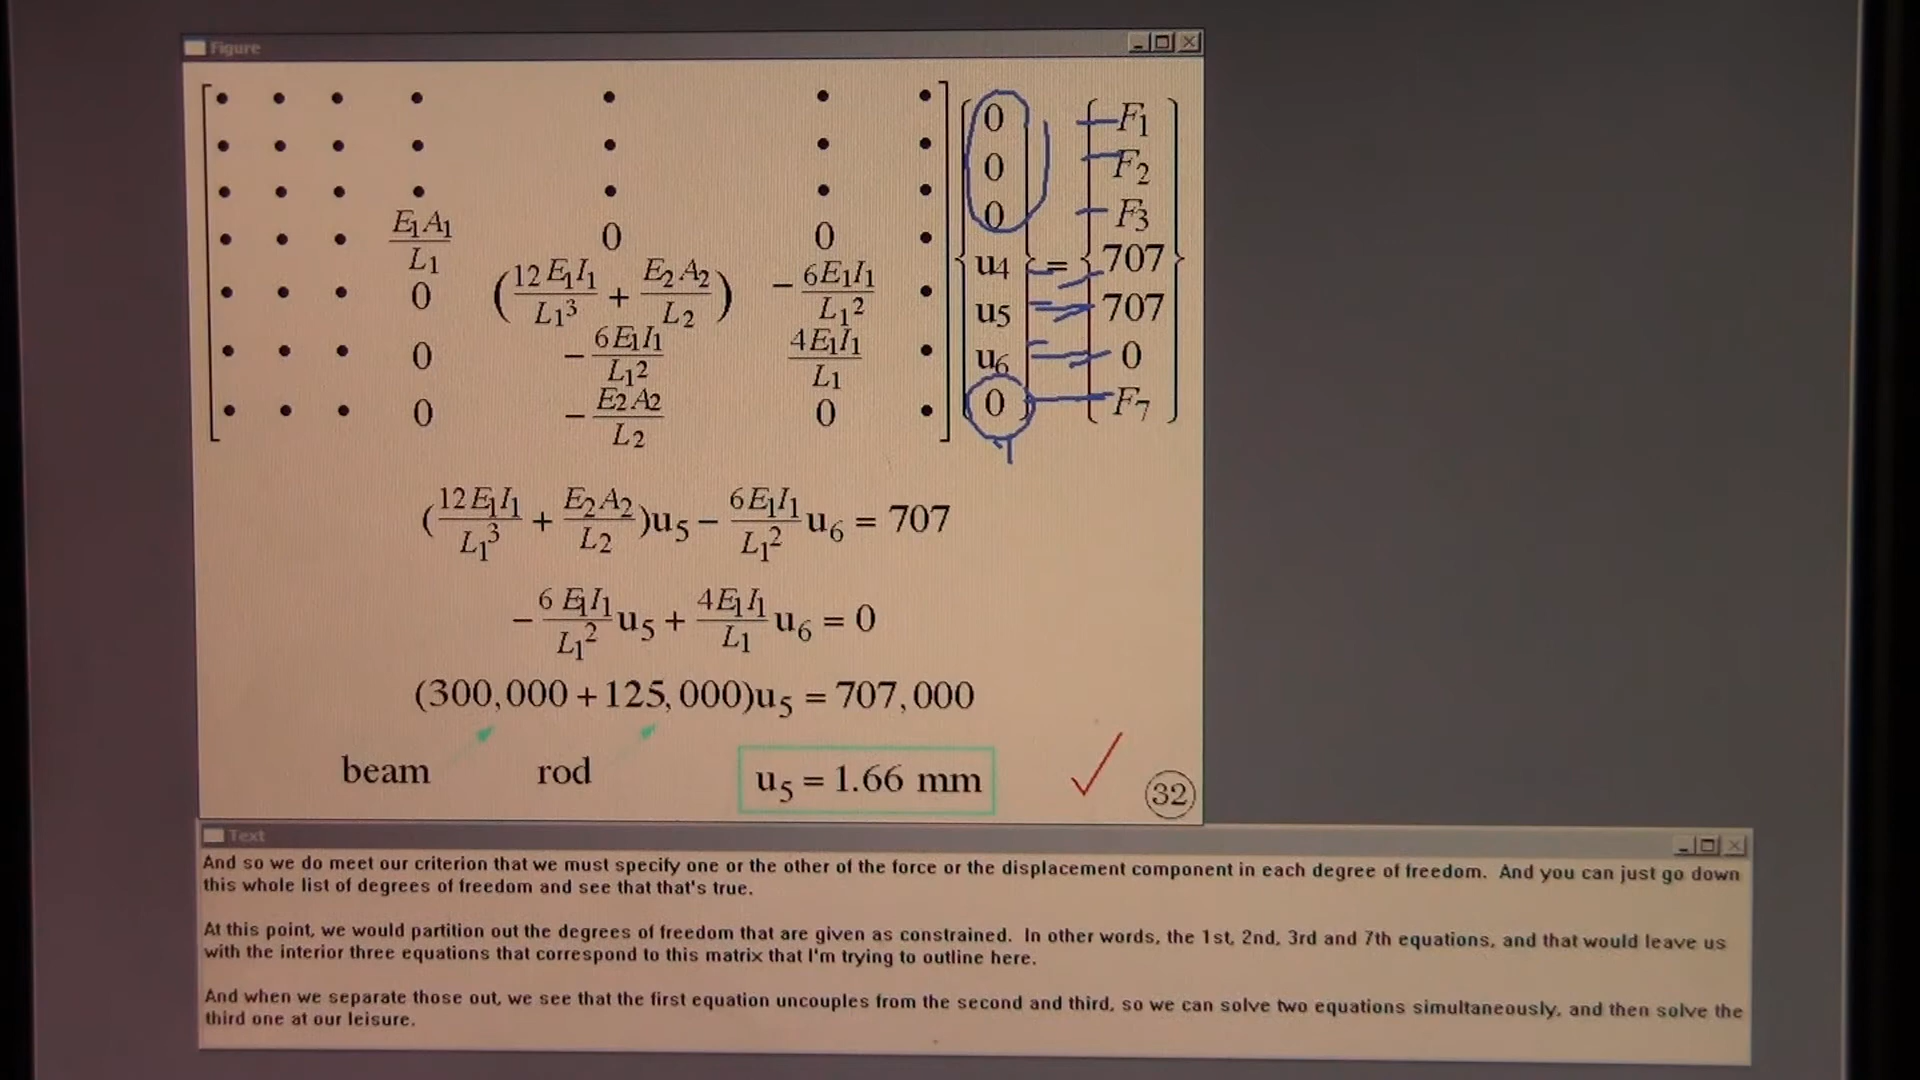 Figure
• • • • • • • 0 F1
• • • • • • • 0 F2
• • • • • • • 0 F3
• • • E1A1/L1 0 0 • u4 = 707
• • • 0 (12E1I1/L1³ + E2A2/L2) − 6E1I1/L1² • u5 707
• • • 0 − 6E1I1/L1² 4E1I1/L1 • u6 0
• • • 0 − E2A2/L2 0 • 0 F7
(12E1I1/L1³ + E2A2/L2)u5 − 6E1I1/L1² u6 = 707
− 6E1I1/L1² u5 + 4E1I1/L1 u6 = 0
(300,000 + 125,000)u5 = 707,000
beam rod u5 = 1.66 mm 32
Text
And so we do meet our criterion that we must specify one or the other of the force or the displacement component in each degree of freedom. And you can just go down
this whole list of degrees of freedom and see that that's true.
At this point, we would partition out the degrees of freedom that are given as constrained. In other words, the 1st, 2nd, 3rd and 7th equations, and that would leave us
with the interior three equations that correspond to this matrix that I'm trying to outline here.
And when we separate those out, we see that the first equation uncouples from the second and third, so we can solve two equations simultaneously, and then solve the
third one at our leisure.